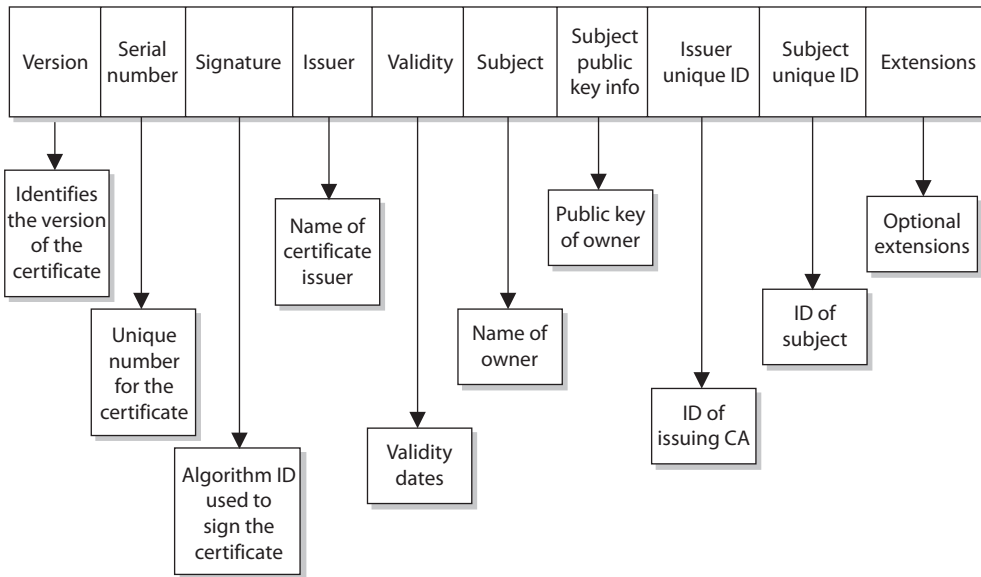 Version
Serial
number
Signature
Issuer
Validity
Subject
Subject
public
key info
Issuer
unique ID
Subject
unique ID
Extensions
Identifies
the version
of the
certificate
Unique
number
for the
certificate
Algorithm ID
used to
sign the
certificate
Name of
certificate
issuer
Validity
dates
Name of
owner
Public key
of owner
ID of
issuing CA
ID of
subject
Optional
extensions